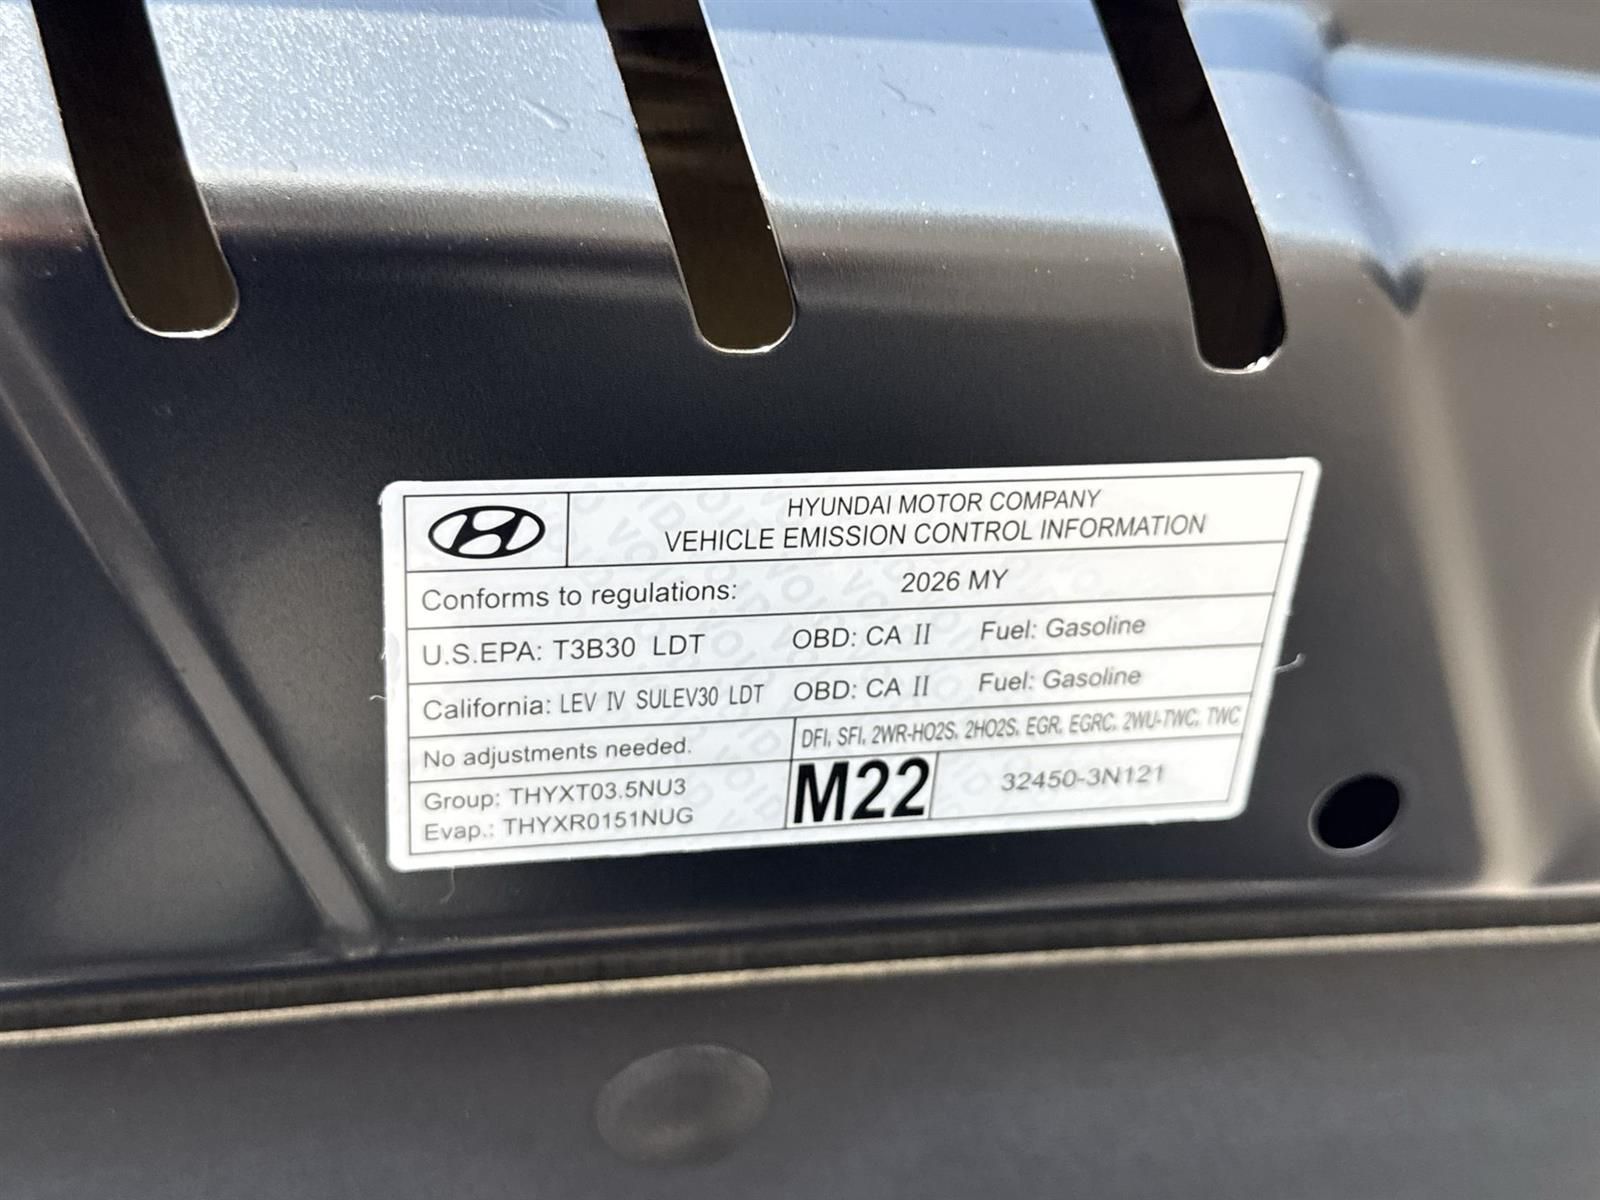 HYUNDAI MOTOR COMPANY
VEHICLE EMISSION CONTROL INFORMATION
Conforms to regulations: 2026 MY
U.S.EPA: T3B30 LDT OBD: CA II Fuel: Gasoline
California: LEV IV SULEV30 LDT OBD: CA II Fuel: Gasoline
No adjustments needed.
DFI, SFI, 2WR-HO2S, 2HO2S, EGR, EGRC, 2WU-TWC, TWC
Group: THYXT03.5NU3
Evap.: THYXR0151NUG
M22
32450-3N121